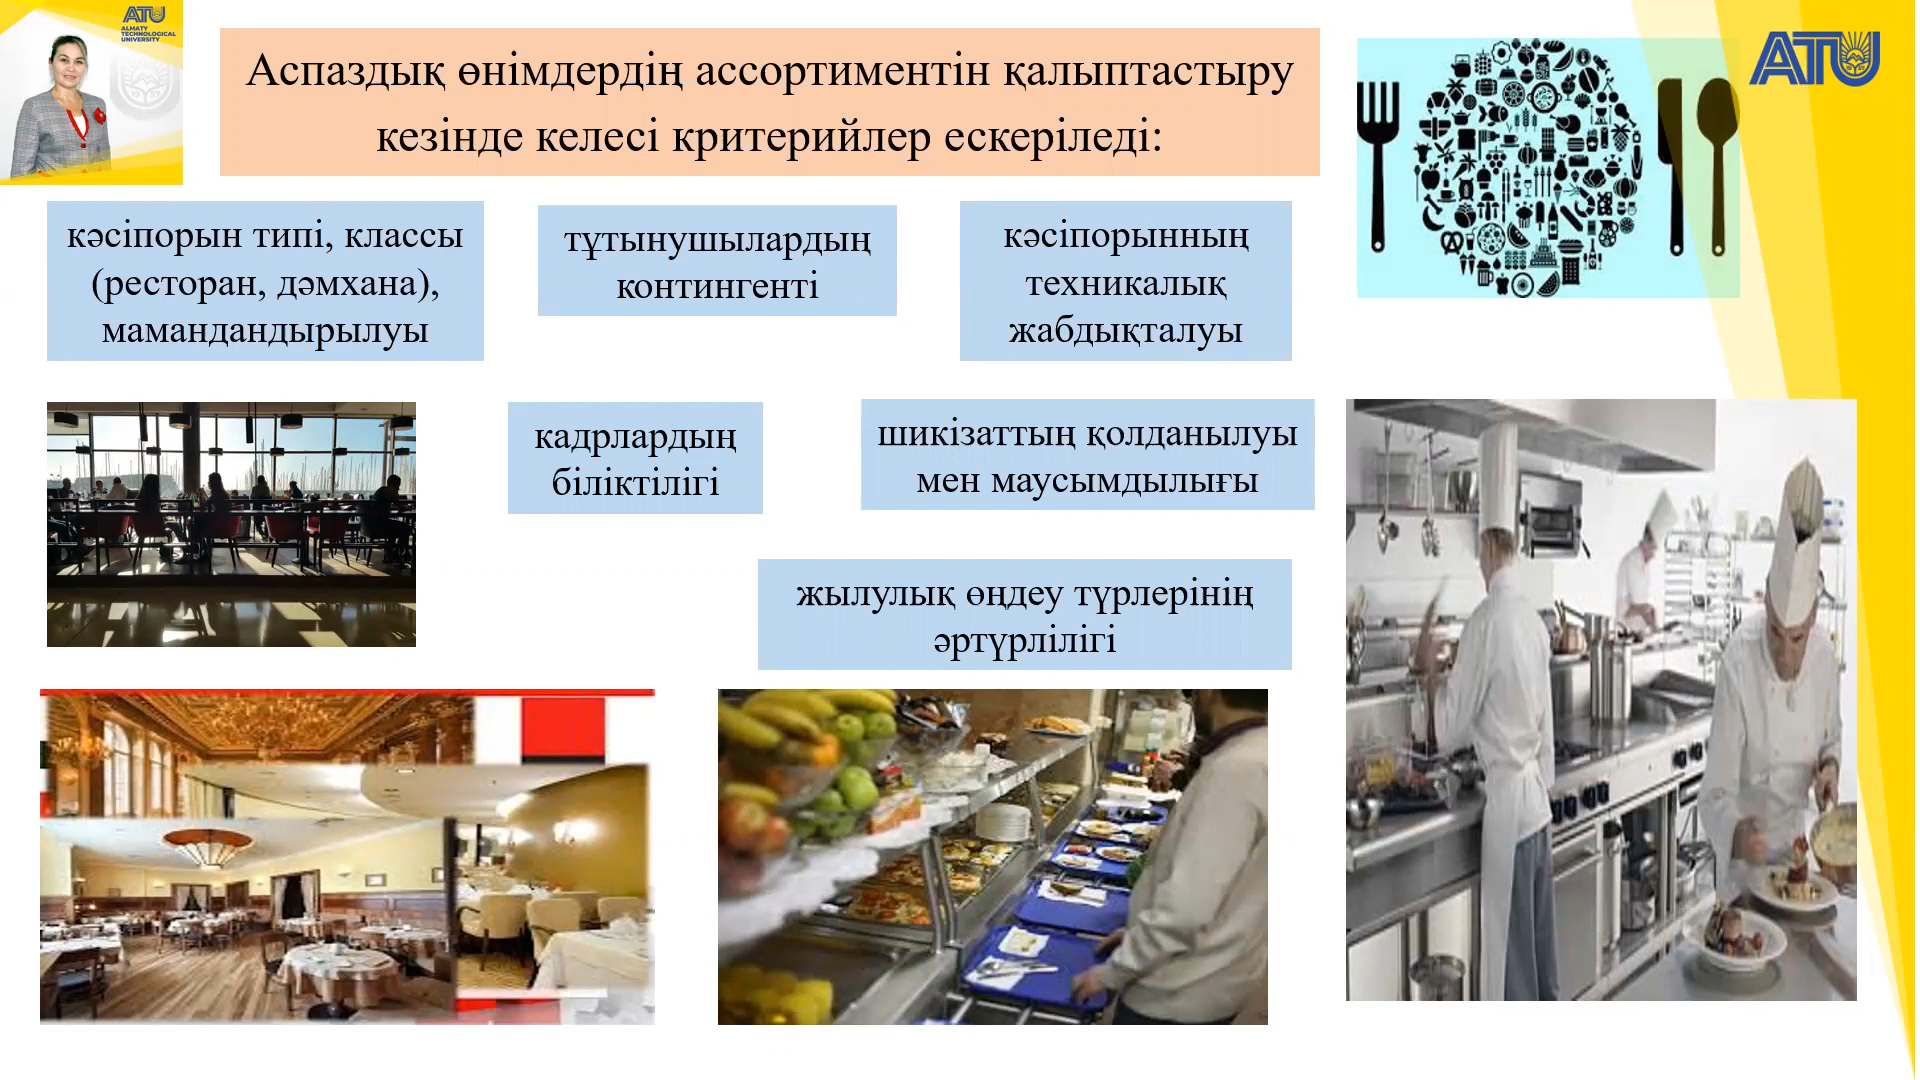 ATU
ALMATY
TECHNOLOGICAL
UNIVERSITY
Аспаздық өнімдердің ассортиментін қалыптастыру
кезінде келесі критерийлер ескеріледі:
ATU
кәсіпорын типі, классы
(ресторан, дәмхана),
мамандандырылуы
тұтынушылардың
контингенті
кәсіпорынның
техникалық
жабдықталуы
кадрлардың
біліктілігі
шикізаттың қолданылуы
мен маусымдылығы
жылулық өңдеу түрлерінің
әртүрлілігі